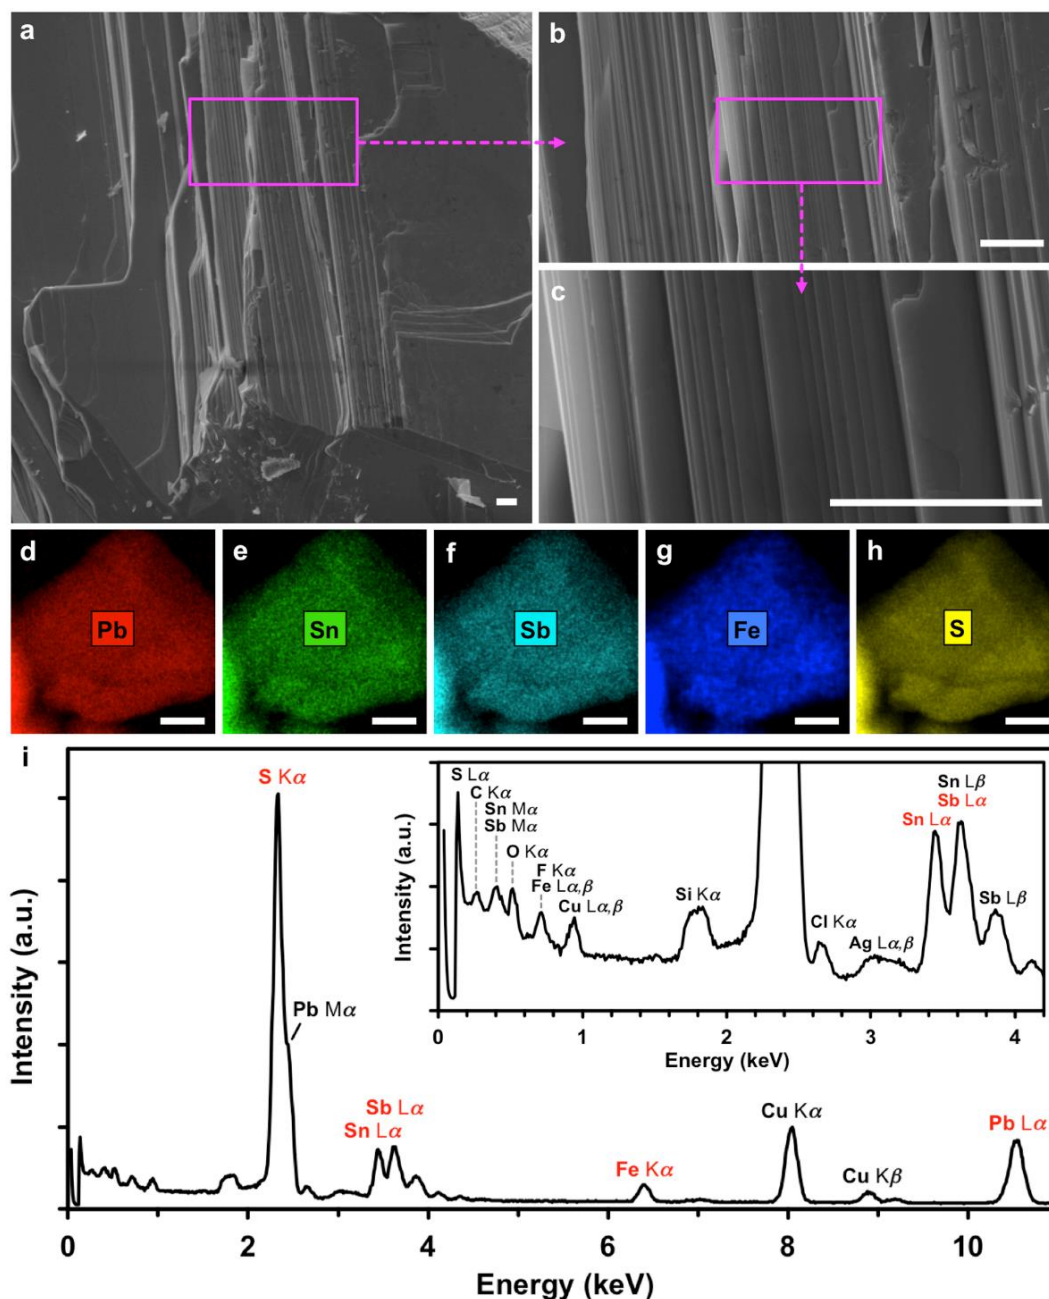 a
b
c
d
e
f
g
h
Pb
Sn
Sb
Fe
S
i
S Kα
Pb Mα
Sb Lα
Sn Lα
Fe Kα
Cu Kα
Cu Kβ
Pb Lα
Intensity (a.u.)
0
2
4
6
8
10
Energy (keV)
S Lα
C Kα
Sn Mα
Sb Mα
O Kα
F Kα
Fe Lα,β
Cu Lα,β
Si Kα
Cl Kα
Ag Lα,β
Sn Lβ
Sb Lα
Sn Lα
Sb Lβ
Intensity (a.u.)
0
1
2
3
4
Energy (keV)